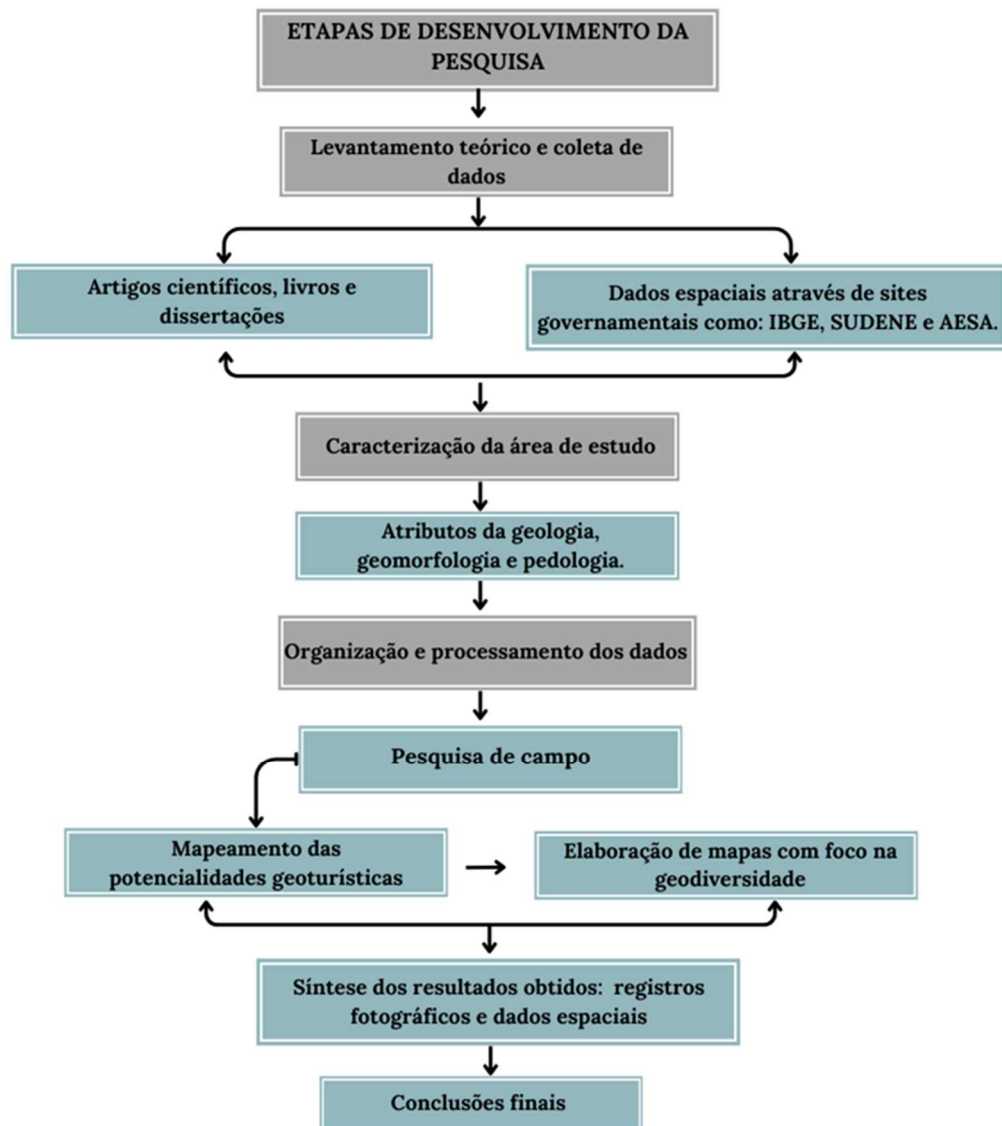 ETAPAS DE DESENVOLVIMENTO DA
PESQUISA
Levantamento teórico e coleta de
dados
Artigos científicos, livros e
dissertações
Dados espaciais através de sites
governamentais como: IBGE, SUDENE e AESA.
Caracterização da área de estudo
Atributos da geologia,
geomorfologia e pedologia.
Organização e processamento dos dados
Pesquisa de campo
Mapeamento das
potencialidades geoturísticas
Elaboração de mapas com foco na
geodiversidade
Síntese dos resultados obtidos: registros
fotográficos e dados espaciais
Conclusões finais